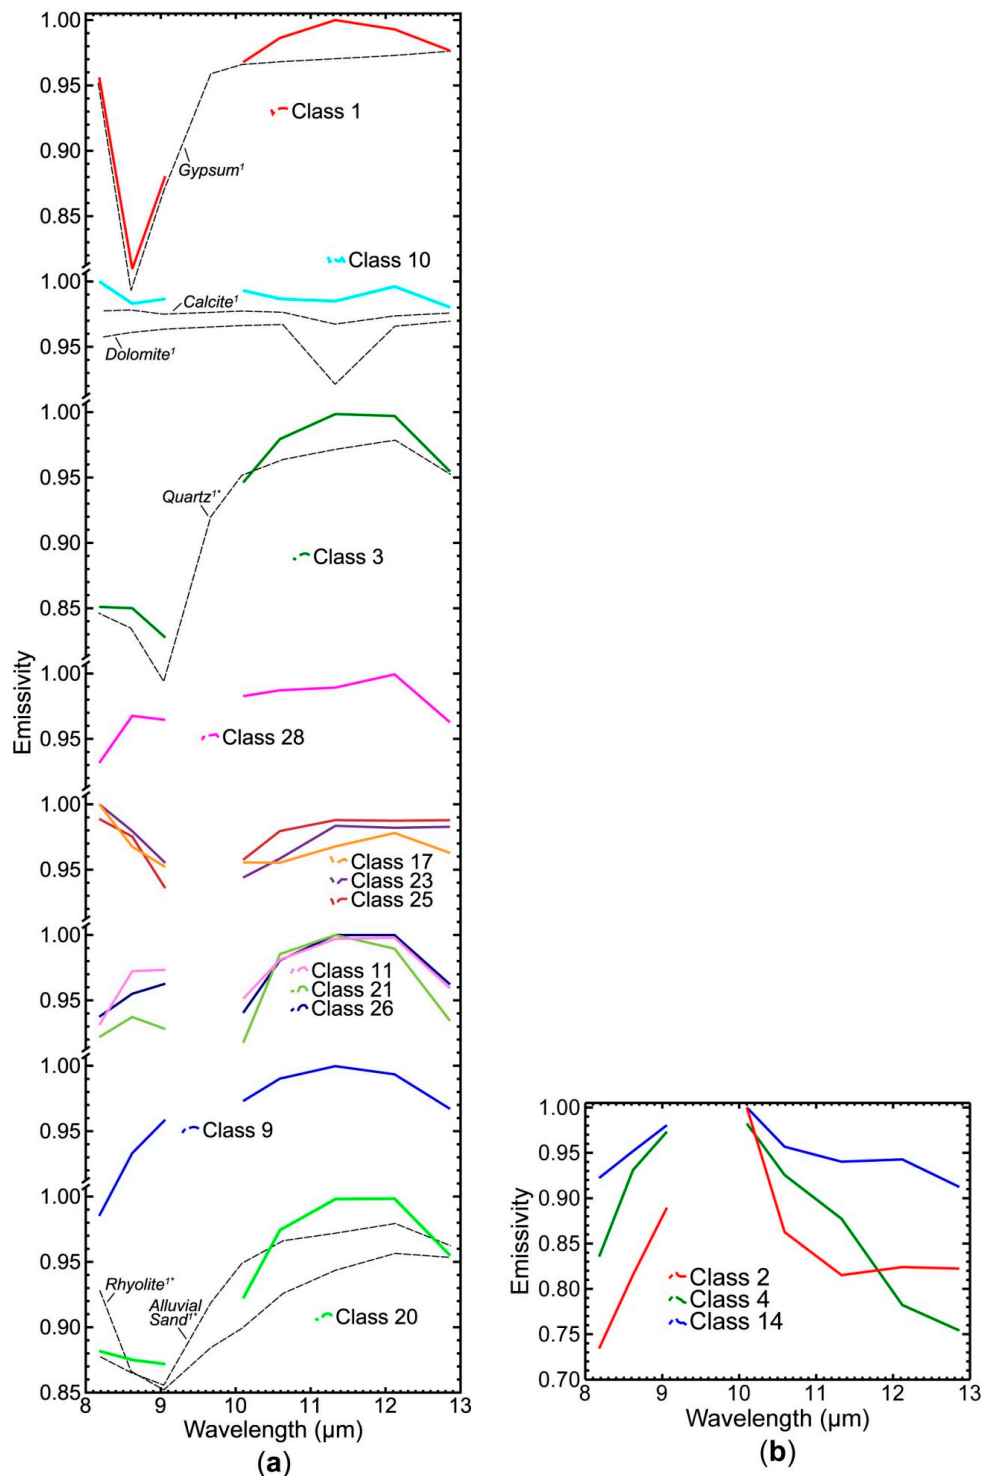 1.00
0.95
Class 1
0.90
Gypsum¹
0.85
Class 10
1.00
Calcite¹
0.95
Dolomite¹
1.00
0.95
Quartz¹*
0.90
Class 3
0.85
Emissivity
1.00
0.95
Class 28
1.00
0.95
Class 17
Class 23
Class 25
1.00
Class 11
0.95
Class 21
Class 26
1.00
0.95
Class 9
1.00
0.95
Rhyolite¹*
Alluvial
Sand¹*
Class 20
0.90
0.85
8 9 10 11 12 13
Wavelength (µm)
(a)
1.00
0.95
0.90
0.85
Emissivity
0.80
0.75
0.70
Class 2
Class 4
Class 14
8 9 10 11 12 13
Wavelength (µm)
(b)